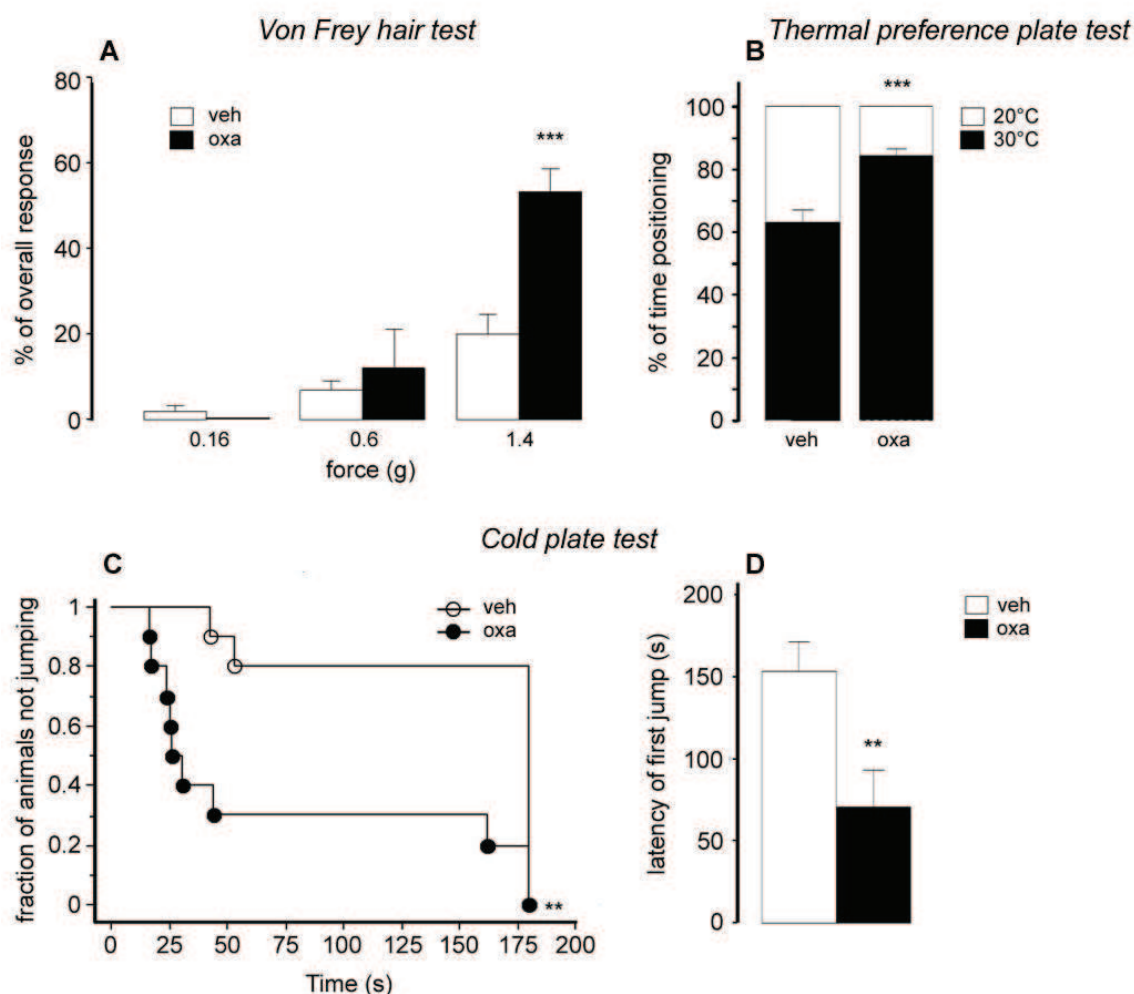 Von Frey hair test
Thermal preference plate test
A
80
60
40
20
0
% of overall response
veh
oxa
***
0.16 0.6 1.4
force (g)
B
100
80
60
40
20
0
% of time positioning
***
20°C
30°C
veh oxa
Cold plate test
C
1
0.8
0.6
0.4
0.2
0
fraction of animals not jumping
veh
oxa
**
0 25 50 75 100 125 150 175 200
Time (s)
D
200
150
100
50
0
latency of first jump (s)
veh
oxa
**